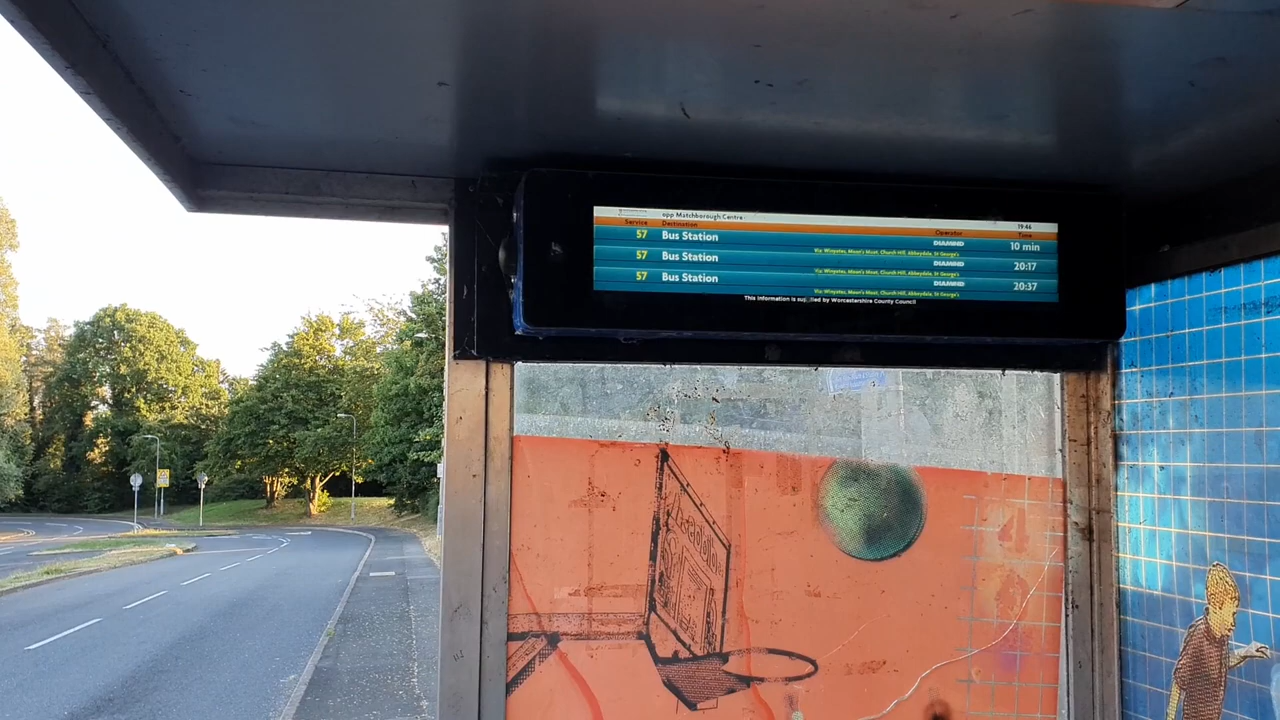 opp Matchborough Centre
19:46
Service Destination Operator Time
57 Bus Station DIAMOND 10 min
Via: Winyates, Moon's Moat, Church Hill, Abbeydale, St George's
57 Bus Station DIAMOND 20:17
Via: Winyates, Moon's Moat, Church Hill, Abbeydale, St George's
57 Bus Station DIAMOND 20:37
Via: Winyates, Moon's Moat, Church Hill, Abbeydale, St George's
This information is supplied by Worcestershire County Council